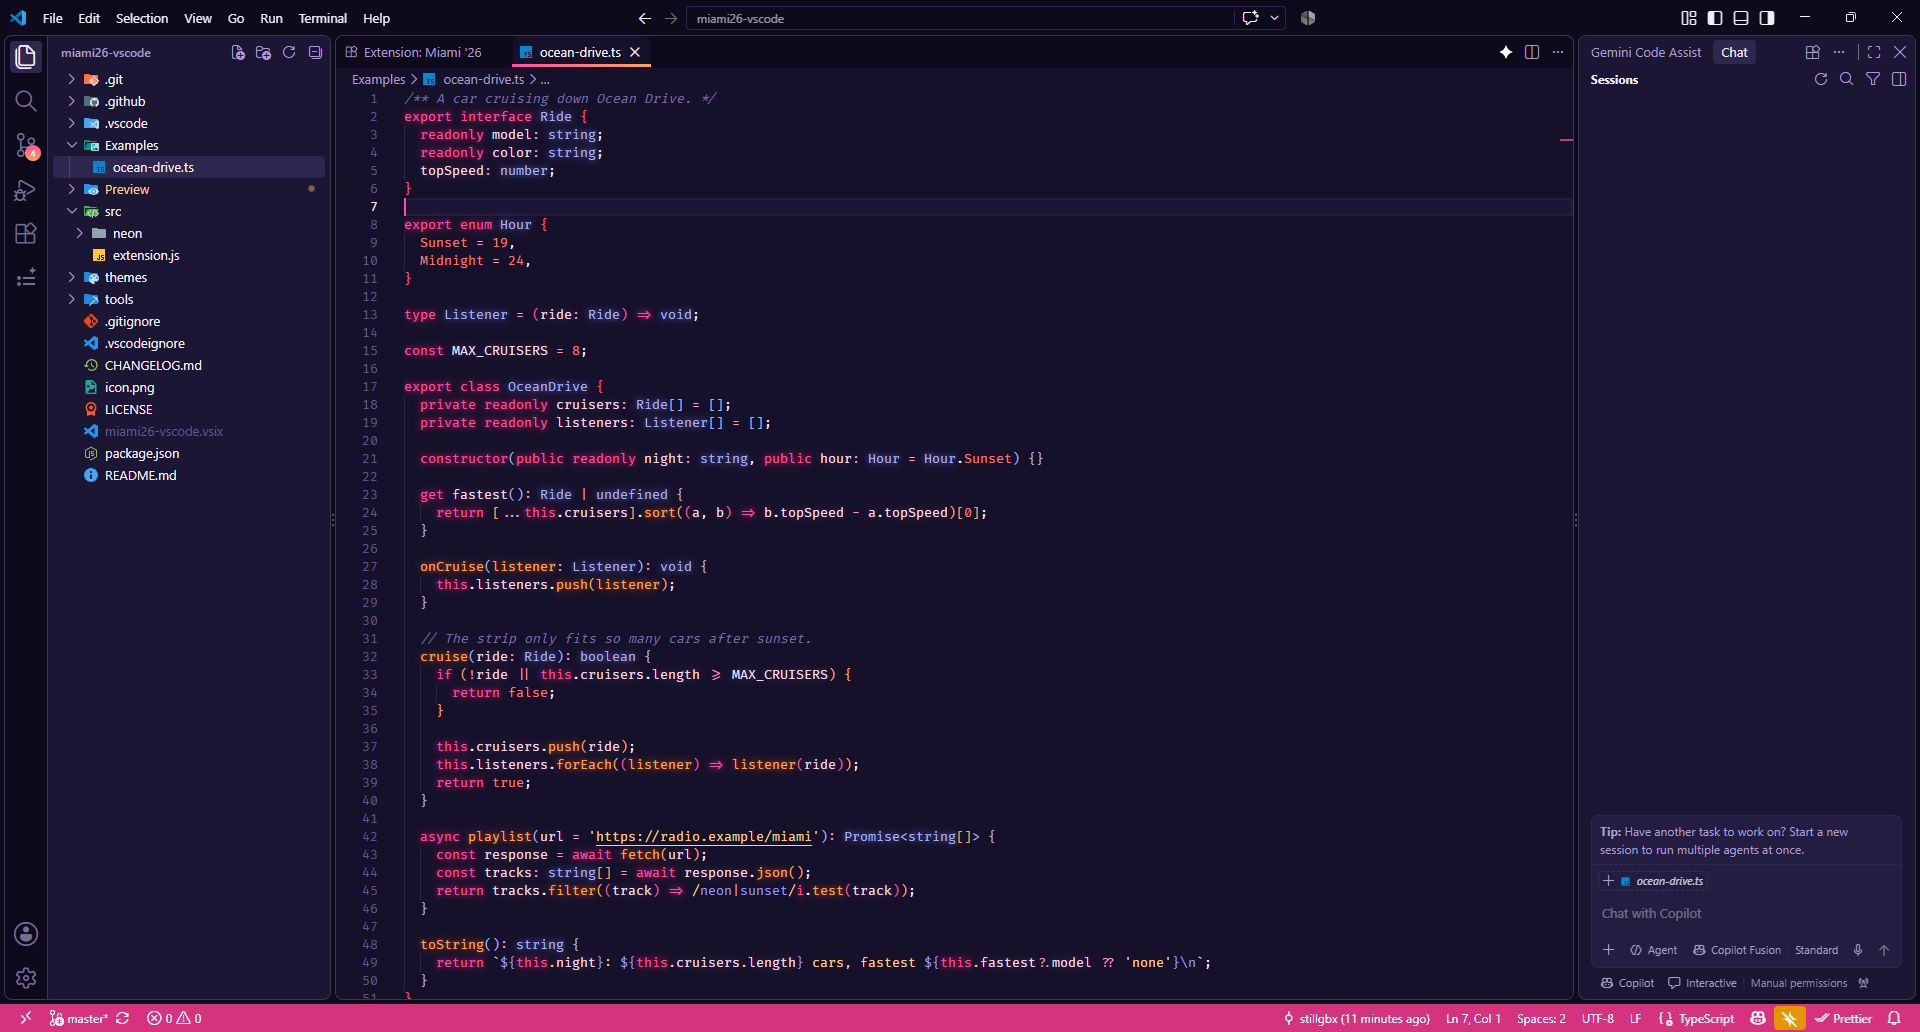 File Edit Selection View Go Run Terminal Help
miami26-vscode
miami26-vscode
.git
.github
.vscode
Examples
ocean-drive.ts
Preview
src
neon
extension.js
themes
tools
.gitignore
.vscodeignore
CHANGELOG.md
icon.png
LICENSE
miami26-vscode.vsix
package.json
README.md
4
Extension: Miami '26
ocean-drive.ts
Examples > ocean-drive.ts > ...
1 /** A car cruising down Ocean Drive. */
2 export interface Ride {
3 readonly model: string;
4 readonly color: string;
5 topSpeed: number;
6 }
7
8 export enum Hour {
9 Sunset = 19,
10 Midnight = 24,
11 }
12
13 type Listener = (ride: Ride) => void;
14
15 const MAX_CRUISERS = 8;
16
17 export class OceanDrive {
18 private readonly cruisers: Ride[] = [];
19 private readonly listeners: Listener[] = [];
20
21 constructor(public readonly night: string, public hour: Hour = Hour.Sunset) {}
22
23 get fastest(): Ride | undefined {
24 return [...this.cruisers].sort((a, b) => b.topSpeed - a.topSpeed)[0];
25 }
26
27 onCruise(listener: Listener): void {
28 this.listeners.push(listener);
29 }
30
31 // The strip only fits so many cars after sunset.
32 cruise(ride: Ride): boolean {
33 if (!ride || this.cruisers.length >= MAX_CRUISERS) {
34 return false;
35 }
36
37 this.cruisers.push(ride);
38 this.listeners.forEach((listener) => listener(ride));
39 return true;
40 }
41
42 async playlist(url = 'https://radio.example/miami'): Promise<string[]> {
43 const response = await fetch(url);
44 const tracks: string[] = await response.json();
45 return tracks.filter((track) => /neon|sunset/i.test(track));
46 }
47
48 toString(): string {
49 return `${this.night}: ${this.cruisers.length} cars, fastest ${this.fastest?.model ?? 'none'}\n`;
50 }
51 }
Gemini Code Assist Chat
Sessions
Tip: Have another task to work on? Start a new
session to run multiple agents at once.
ocean-drive.ts
Chat with Copilot
Agent Copilot Fusion Standard
Copilot Interactive Manual permissions
master* 0 0
stillgbx (11 minutes ago) Ln 7, Col 1 Spaces: 2 UTF-8 LF {} TypeScript Prettier